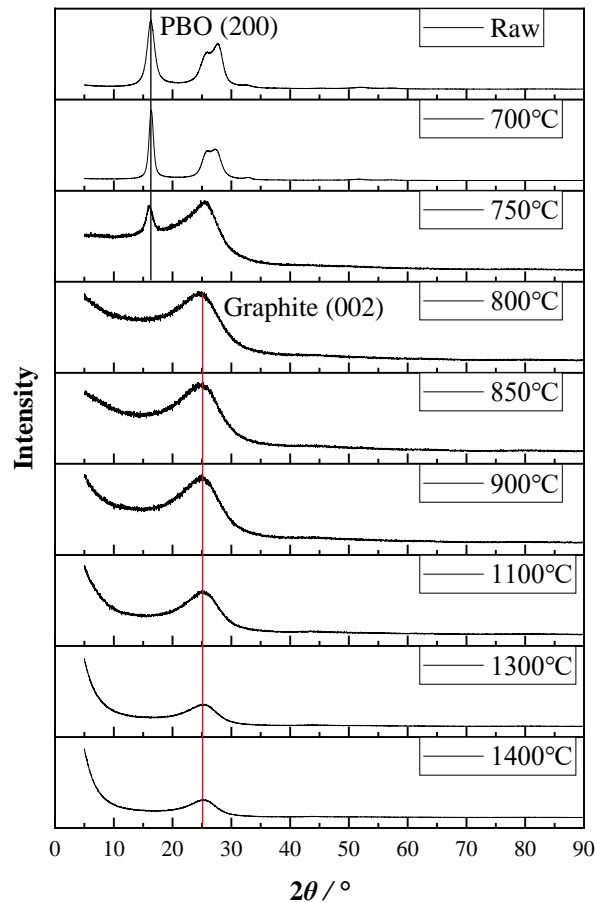 PBO (200)
Raw
700°C
750°C
Graphite (002)
800°C
850°C
900°C
1100°C
1300°C
1400°C
Intensity
0 10 20 30 40 50 60 70 80 90
2θ / °